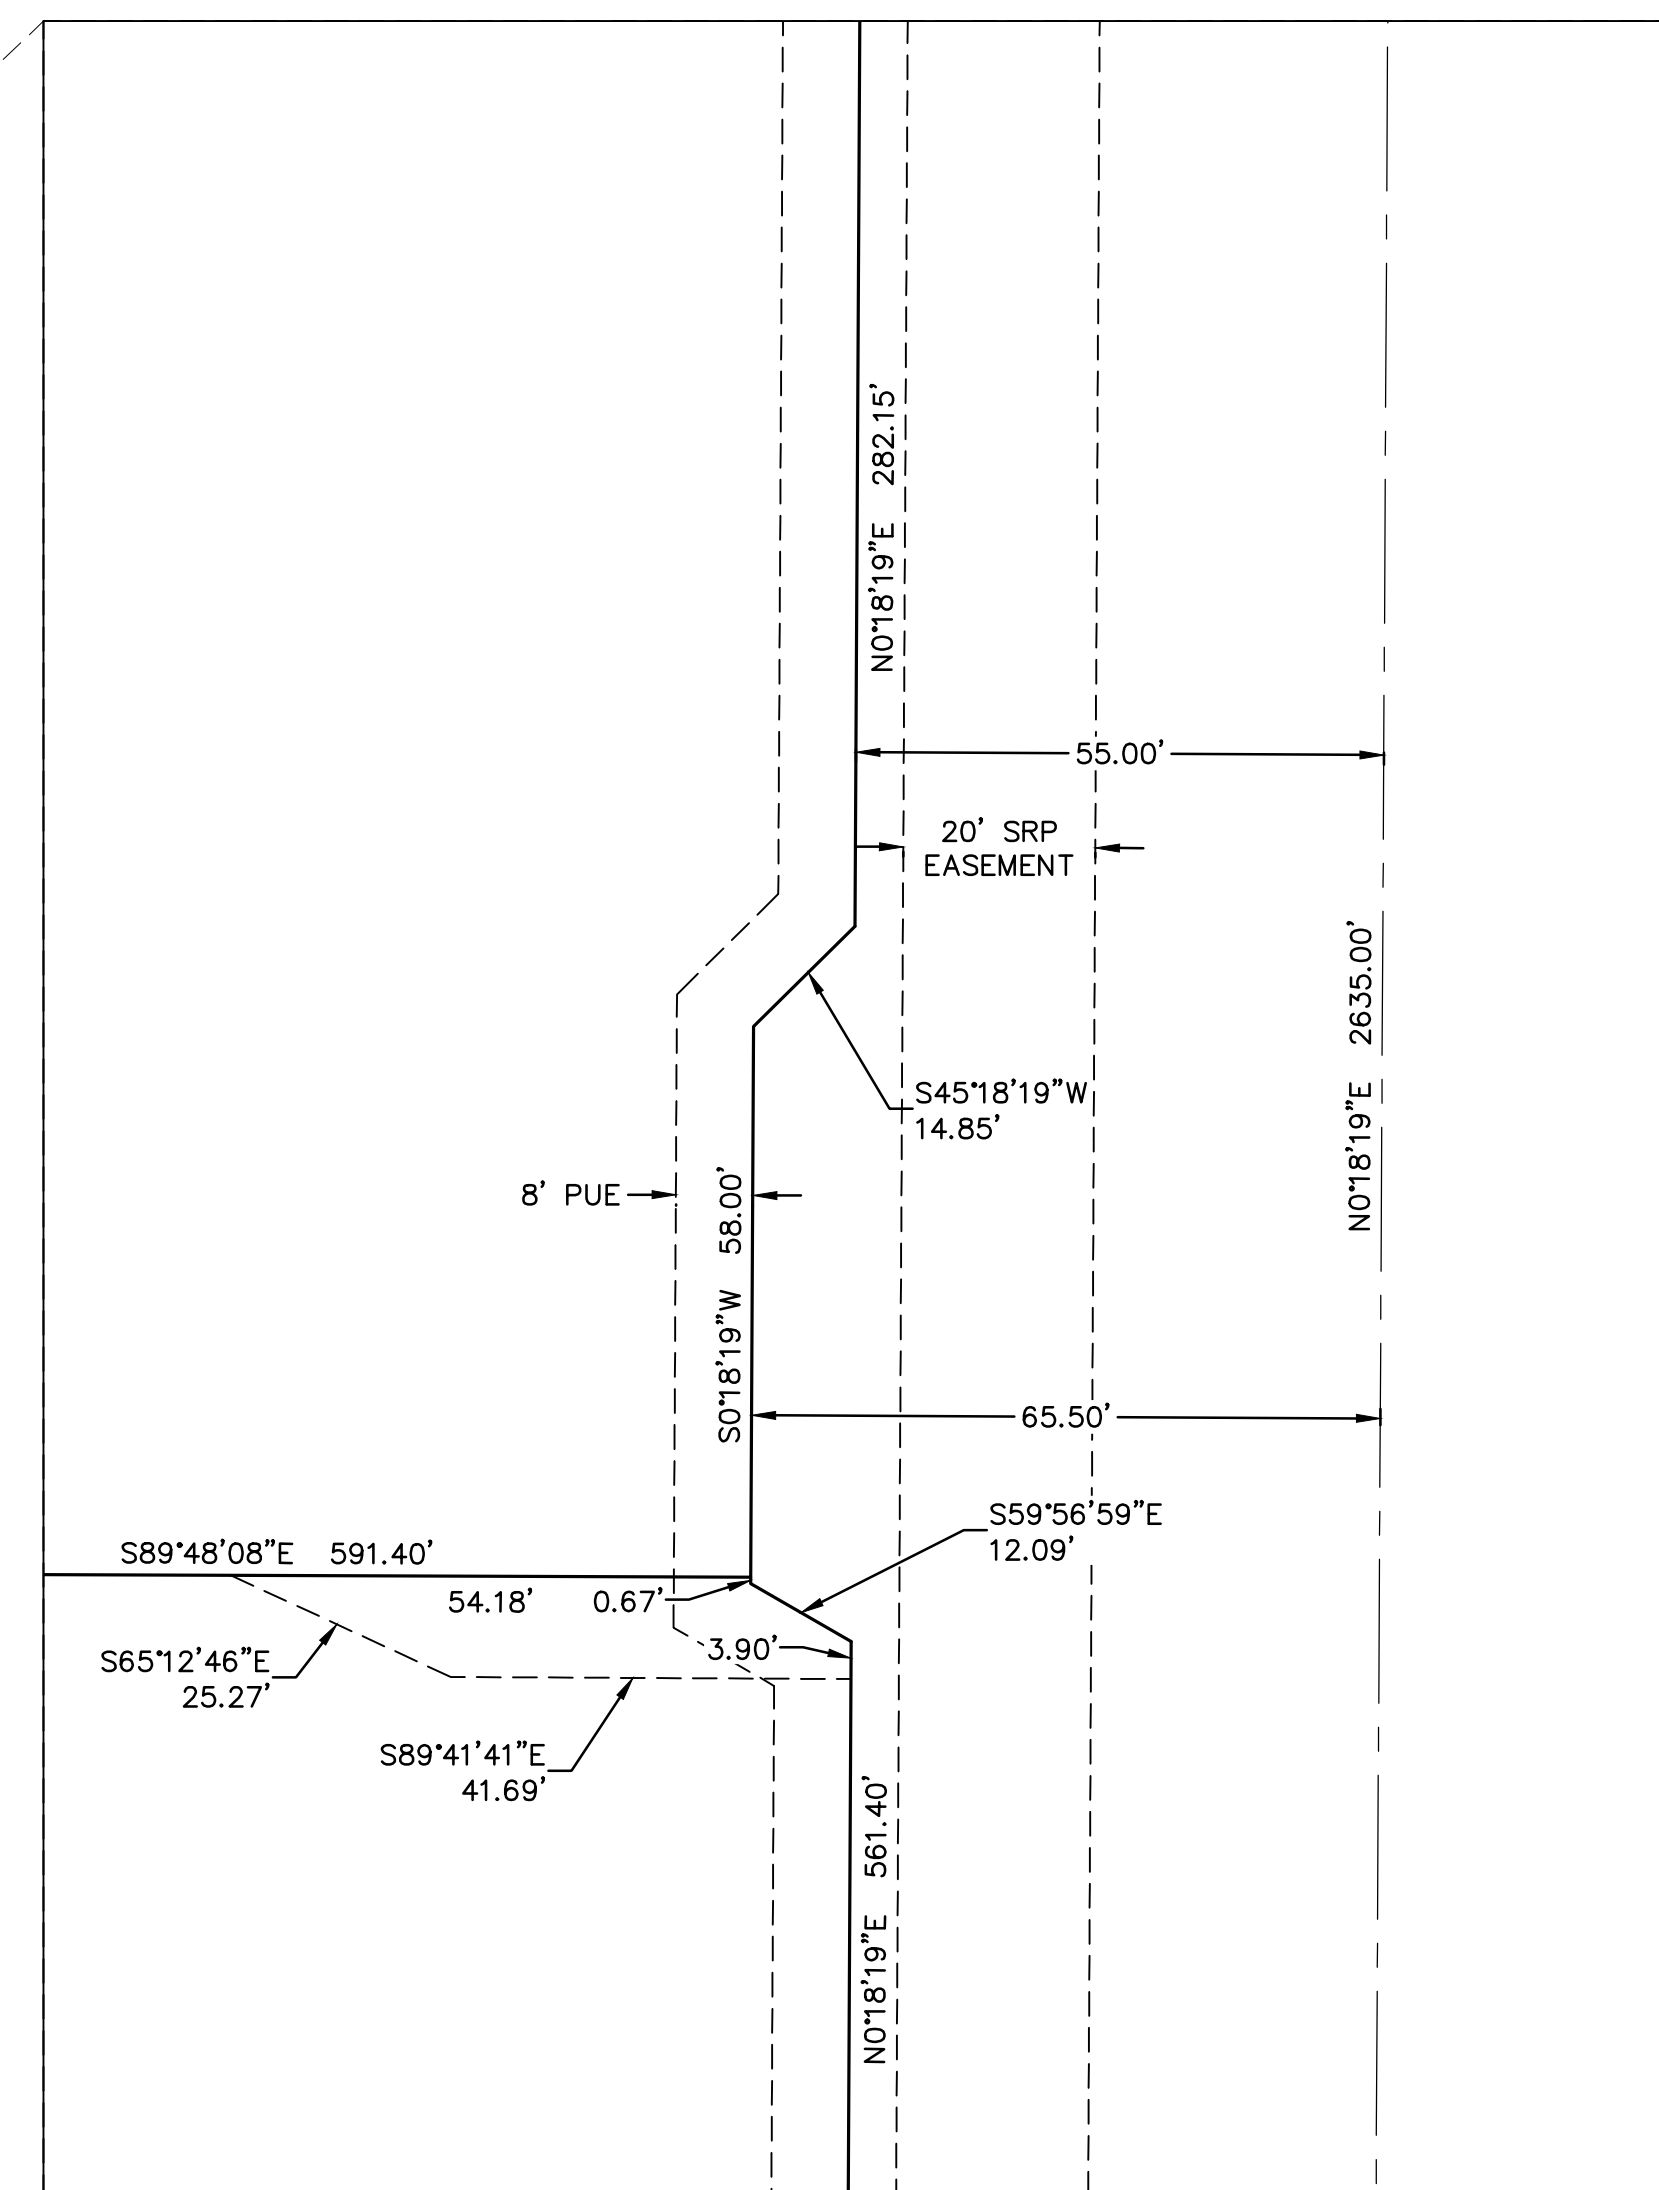 N0°18'19"E 282.15'
55.00'
20' SRP
EASEMENT
N0°18'19"E 2635.00'
S45°18'19"W
14.85'
8' PUE
S0°18'19"W 58.00'
65.50'
S59°56'59"E
12.09'
S89°48'08"E 591.40'
54.18' 0.67'
3.90'
S65°12'46"E
25.27'
S89°41'41"E
41.69'
N0°18'19"E 561.40'